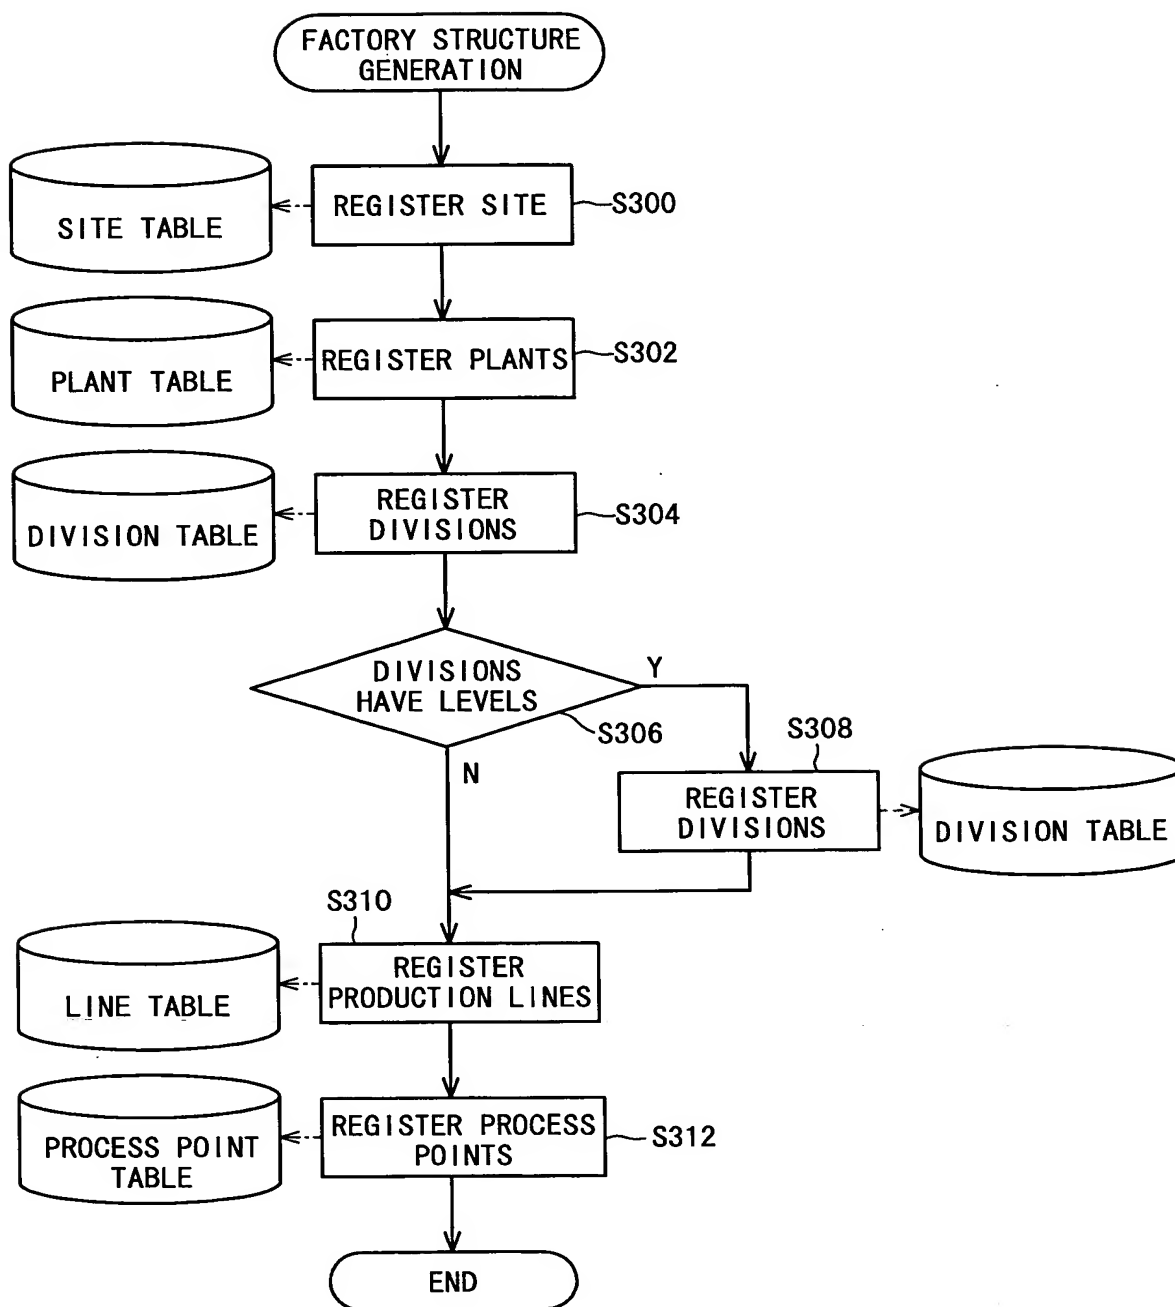 FACTORY STRUCTURE
GENERATION
SITE TABLE
REGISTER SITE
S300
PLANT TABLE
REGISTER PLANTS
S302
DIVISION TABLE
REGISTER
DIVISIONS
S304
DIVISIONS
HAVE LEVELS
Y
S306
N
S308
REGISTER
DIVISIONS
DIVISION TABLE
S310
LINE TABLE
REGISTER
PRODUCTION LINES
PROCESS POINT
TABLE
REGISTER PROCESS
POINTS
S312
END